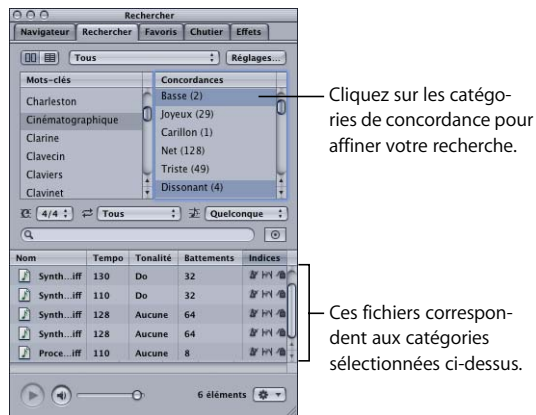 Rechercher
Navigateur Rechercher Favoris Chutier Effets
Tous Réglages...
Mots-clés Concordances
Charleston
Cinématographique
Clarine
Clavecin
Claviers
Clavinet
Basse (2)
Joyeux (29)
Carillon (1)
Net (128)
Triste (49)
Dissonant (4)
Cliquez sur les catégo-
ries de concordance pour
affiner votre recherche.
4/4 Tous Quelconque
Nom Tempo Tonalité Battements Indices
Synth...iff 130 Do 32
Synth...iff 110 Do 32
Synth...iff 128 Aucune 64
Synth...iff 128 Aucune 64
Proce...iff 110 Aucune 8
Ces fichiers correspon-
dent aux catégories
sélectionnées ci-dessus.
6 éléments